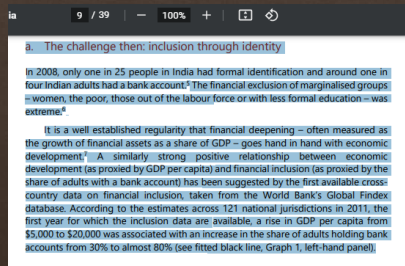 ia
9 / 39 — 100% +
a. The challenge then: inclusion through identity
In 2008, only one in 25 people in India had formal identification and around one in
four Indian adults had a bank account.5 The financial exclusion of marginalised groups
– women, the poor, those out of the labour force or with less formal education – was
extreme.6
It is a well established regularity that financial deepening – often measured as
the growth of financial assets as a share of GDP – goes hand in hand with economic
development.7 A similarly strong positive relationship between economic
development (as proxied by GDP per capita) and financial inclusion (as proxied by the
share of adults with a bank account) has been suggested by the first available cross-
country data on financial inclusion, taken from the World Bank's Global Findex
database. According to the estimates across 121 national jurisdictions in 2011, the
first year for which the inclusion data are available, a rise in GDP per capita from
$5,000 to $20,000 was associated with an increase in the share of adults holding bank
accounts from 30% to almost 80% (see fitted black line, Graph 1, left-hand panel).